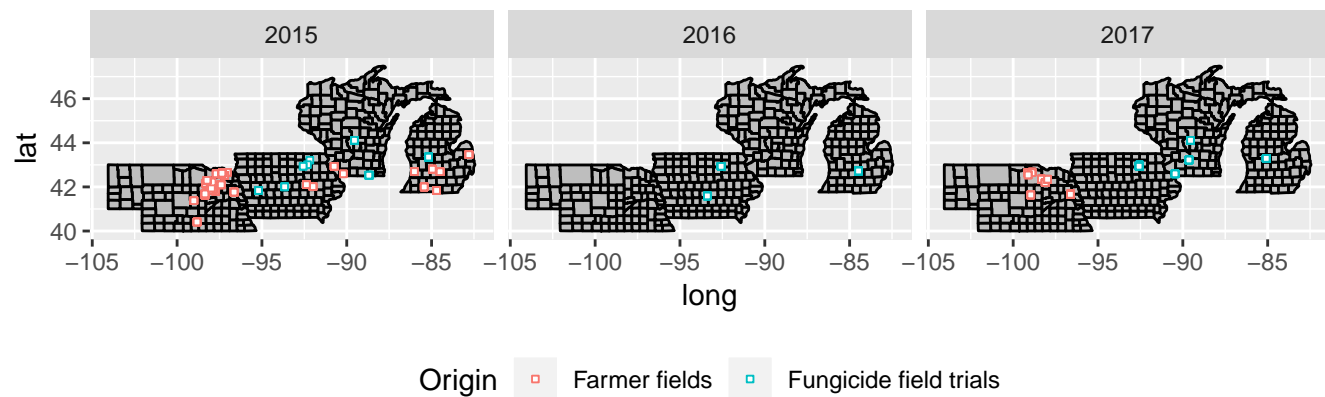 2015 2016 2017
lat
46
44
42
40
−105 −100 −95 −90 −85 −105 −100 −95 −90 −85 −105 −100 −95 −90 −85
long
Origin Farmer fields Fungicide field trials